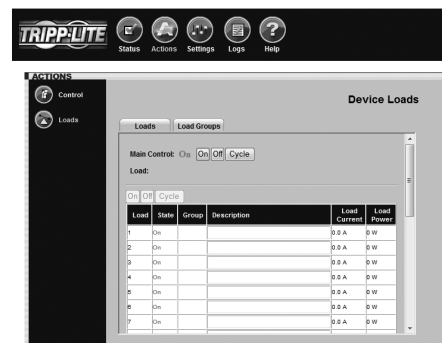 TRIPP·LITE
Status Actions Settings Logs Help
ACTIONS
Control
Loads
Device Loads
Loads Load Groups
Main Control: On On Off Cycle
Load:
On Off Cycle
Load State Group Description Load Current Load Power
1 On 0.0 A 0 W
2 On 0.0 A 0 W
3 On 0.0 A 0 W
4 On 0.0 A 0 W
5 On 0.0 A 0 W
6 On 0.0 A 0 W
7 On 0.0 A 0 W